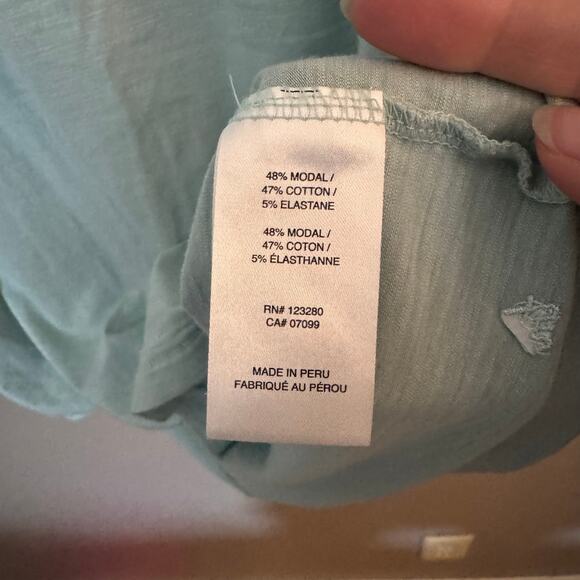 48% MODAL /
47% COTTON /
5% ELASTANE
48% MODAL /
47% COTON /
5% ÉLASTHANNE
RN# 123280
CA# 07099
MADE IN PERU
FABRIQUÉ AU PÉROU